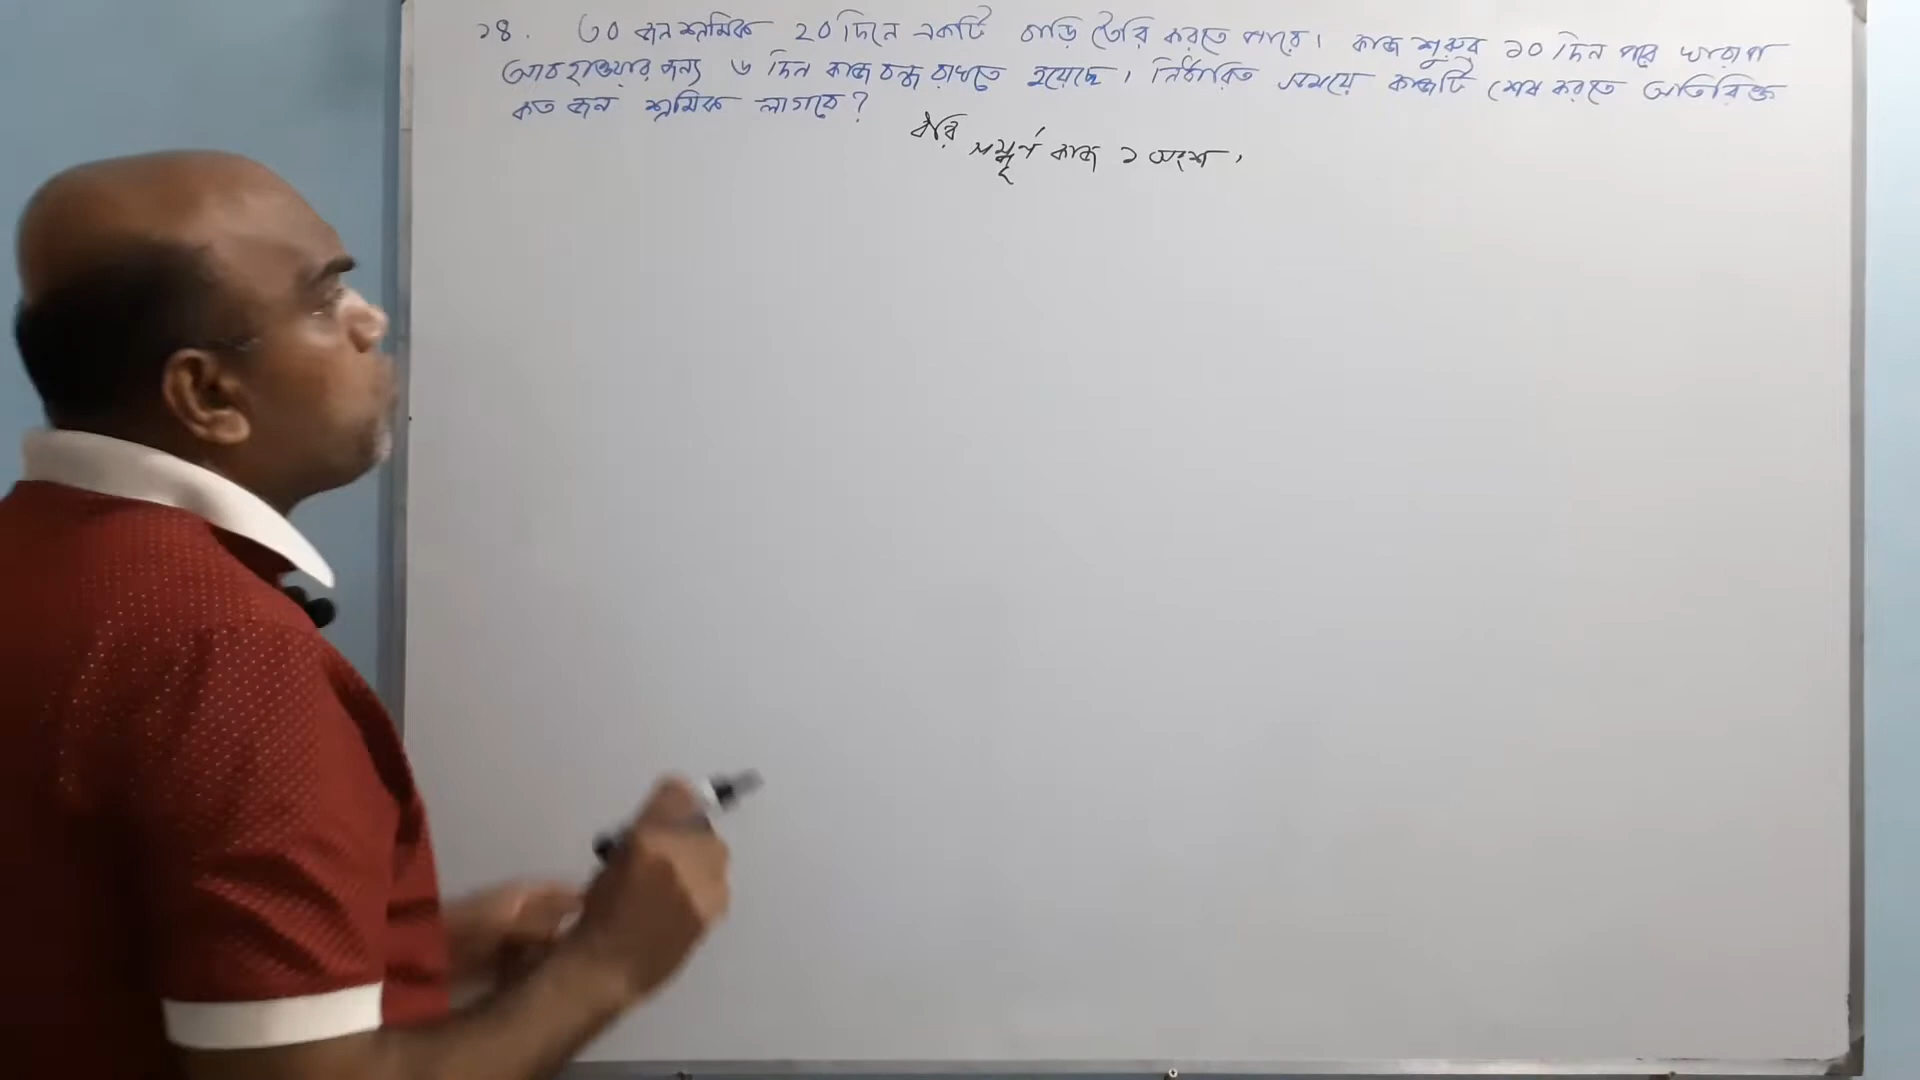 ১৪. ৩০ জন শ্রমিক ২০ দিনে একটি বাড়ি তৈরি করতে পারে। কাজ শুরুর ১০ দিন পরে খারাপ
আবহাওয়ার জন্য ৬ দিন কাজ বন্ধ রাখতে হয়েছে। নির্ধারিত সময়ে কাজটি শেষ করতে অতিরিক্ত
কত জন শ্রমিক লাগবে?
ধরি সম্পূর্ণ কাজ ১ অংশ,